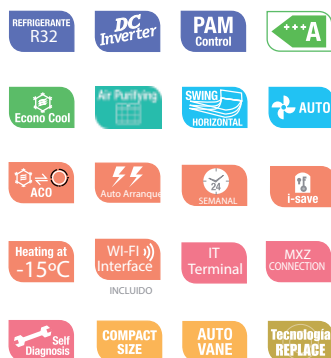 REFRIGERANTE
R32
DC
Inverter
PAM
Control
+++A
Econo Cool
Air Purifying
SWING
HORIZONTAL
AUTO
ACO
Auto Arranque
24
SEMANAL
i-save
Heating at
-15ºC
WI-FI
Interface
INCLUIDO
IT
Terminal
MXZ
CONNECTION
Self
Diagnosis
COMPACT
SIZE
AUTO
VANE
Tecnología
REPLACE